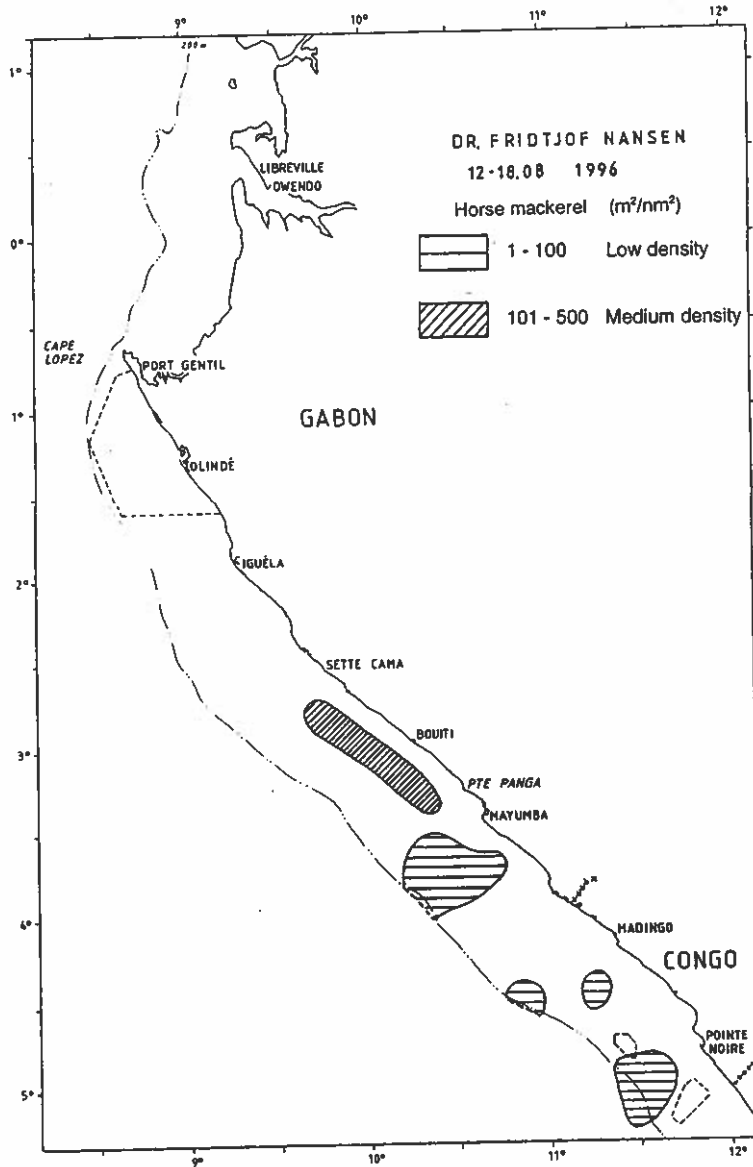 9° 10° 11° 12°
200m
1°
DR. FRIDTJOF NANSEN
12-18.08 1996
LIBREVILLE
OWENDO
Horse mackerel (m²/nm²)
0°
1 - 100 Low density
101 - 500 Medium density
CAPE
LOPEZ
PORT GENTIL
1°
GABON
OLINDÉ
IGUÉLA
2°
SETTE CAMA
BOUITI
3°
PTE PANGA
MAYUMBA
4°
MADINGO
CONGO
POINTE
NOIRE
5°
9° 10° 11° 12°